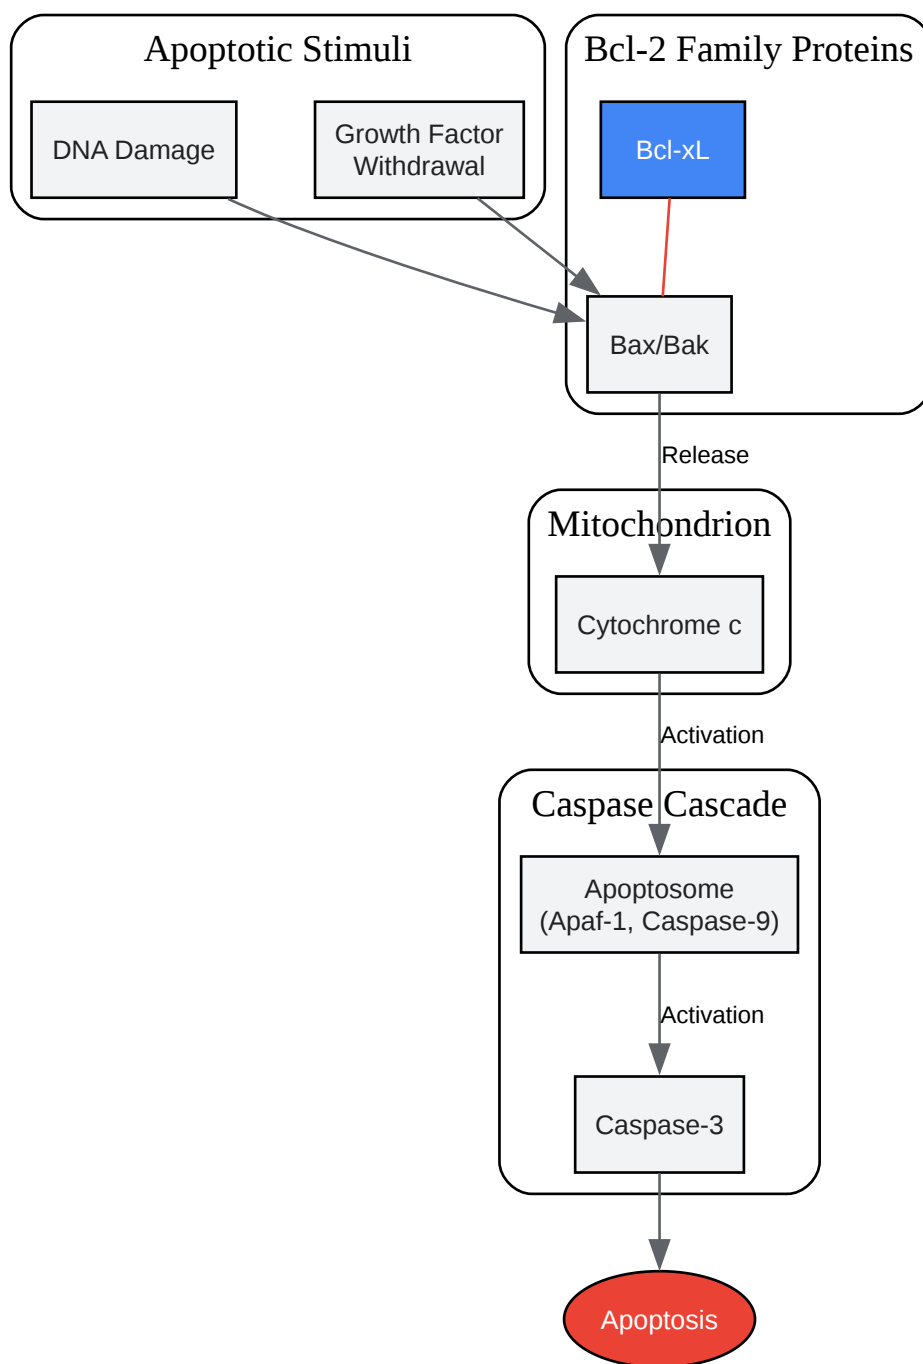 Apoptotic Stimuli
Bcl-2 Family Proteins
DNA Damage
Growth Factor
Withdrawal
Bcl-xL
Bax/Bak
Release
Mitochondrion
Cytochrome c
Activation
Caspase Cascade
Apoptosome
(Apaf-1, Caspase-9)
Activation
Caspase-3
Apoptosis